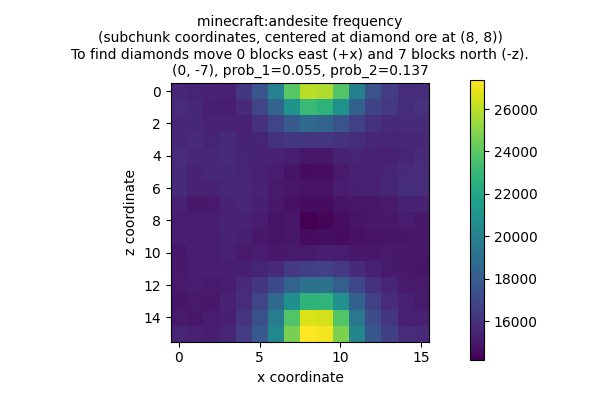 minecraft:andesite frequency
(subchunk coordinates, centered at diamond ore at (8, 8))
To find diamonds move 0 blocks east (+x) and 7 blocks north (-z).
(0, -7), prob_1=0.055, prob_2=0.137
0
2
4
6
8
10
12
14
z coordinate
0 5 10 15
x coordinate
26000
24000
22000
20000
18000
16000